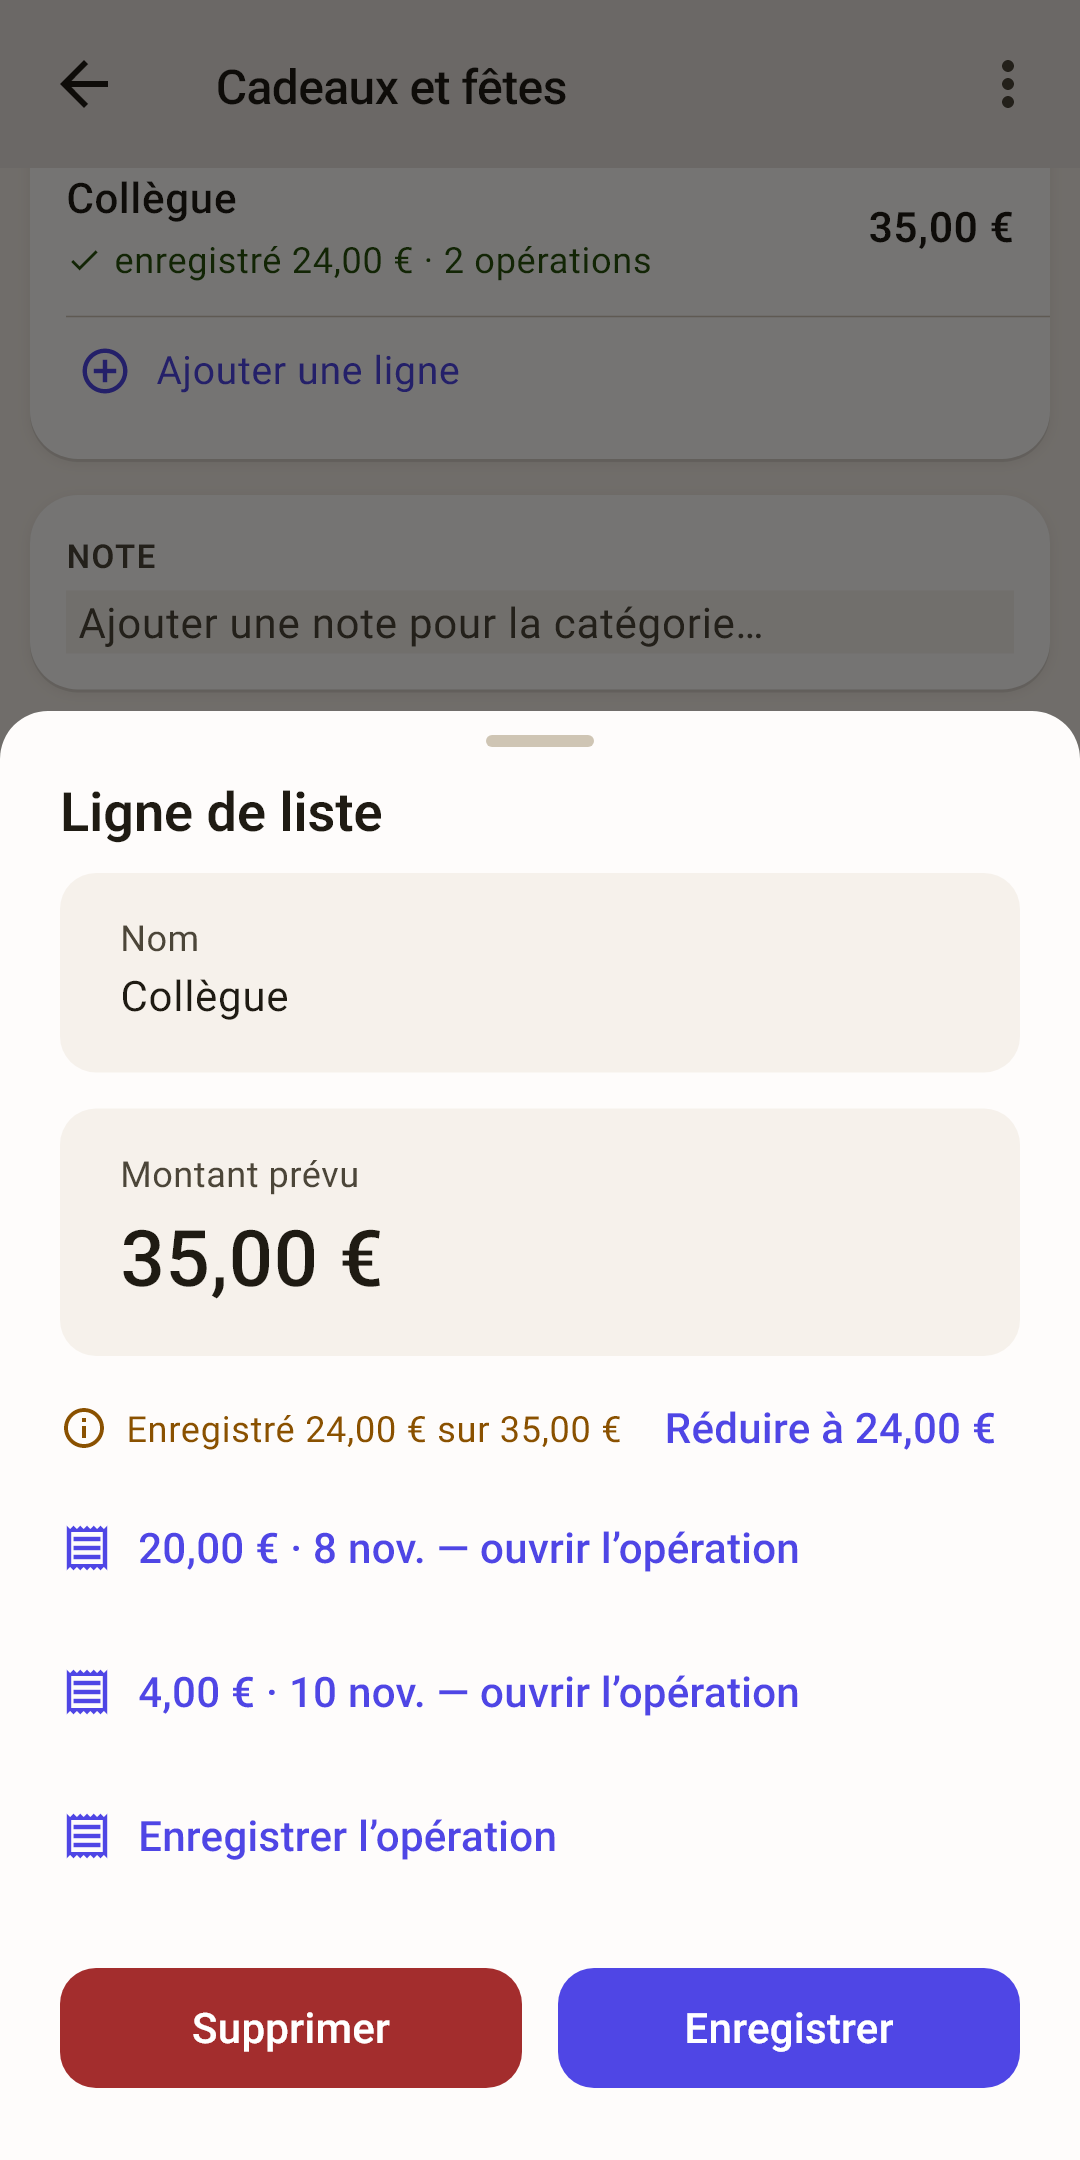 Cadeaux et fêtes
Collègue
35,00 €
enregistré 24,00 € · 2 opérations
Ajouter une ligne
NOTE
Ajouter une note pour la catégorie…
Ligne de liste
Nom
Collègue
Montant prévu
35,00 €
Enregistré 24,00 € sur 35,00 €
Réduire à 24,00 €
20,00 € · 8 nov. — ouvrir l’opération
4,00 € · 10 nov. — ouvrir l’opération
Enregistrer l’opération
Supprimer
Enregistrer